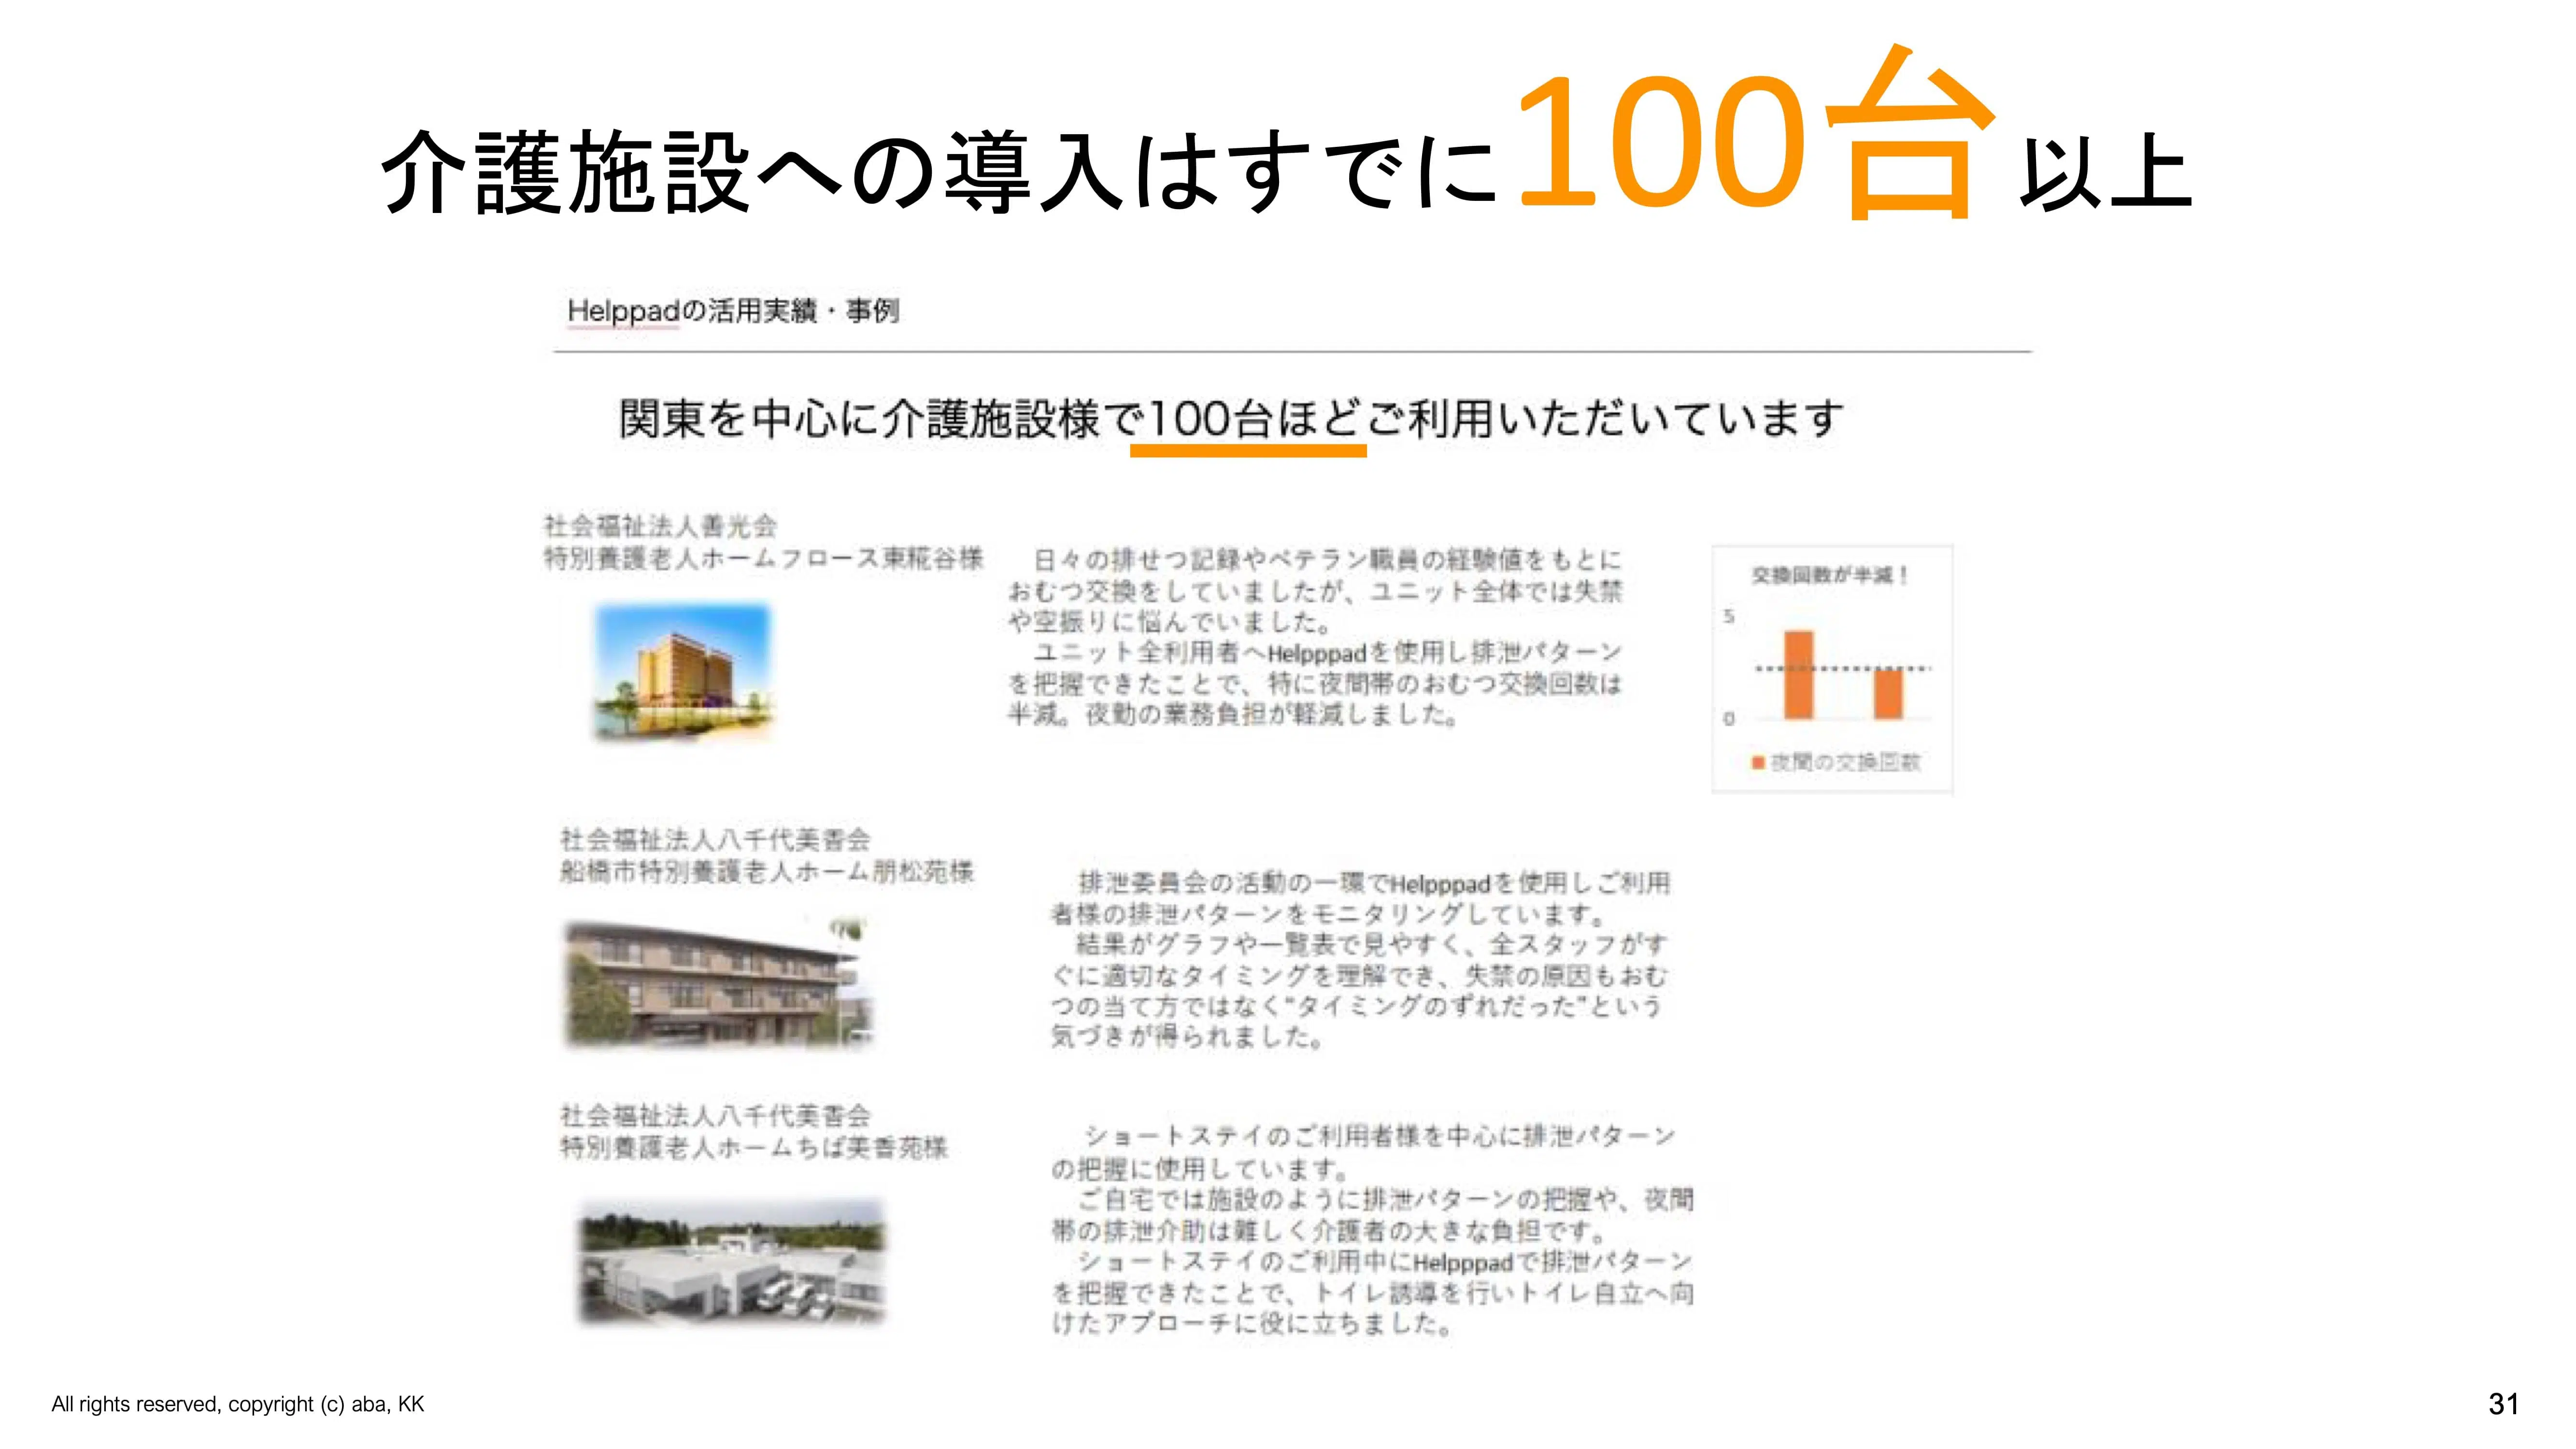 介護施設への導入はすでに100台以上
Helppadの活用実績・事例
関東を中心に介護施設様で100台ほどご利用いただいています
社会福祉法人善光会
特別養護老人ホームフロース東糀谷様
日々の排せつ記録やベテラン職員の経験値をもとに
おむつ交換をしていましたが、ユニット全体では失禁
や空振りに悩んでいました。
ユニット全利用者へHelpppadを使用し排泄パターン
を把握できたことで、特に夜間帯のおむつ交換回数は
半減。夜勤の業務負担が軽減しました。
交換回数が半減！
5
0
夜間の交換回数
社会福祉法人八千代美香会
船橋市特別養護老人ホーム朋松苑様
排泄委員会の活動の一環でHelpppadを使用しご利用
者様の排泄パターンをモニタリングしています。
結果がグラフや一覧表で見やすく、全スタッフがす
ぐに適切なタイミングを理解でき、失禁の原因もおむ
つの当て方ではなく“タイミングのずれだった”という
気づきが得られました。
社会福祉法人八千代美香会
特別養護老人ホームちば美香苑様
ショートステイのご利用者様を中心に排泄パターン
の把握に使用しています。
ご自宅では施設のように排泄パターンの把握や、夜間
帯の排泄介助は難しく介護者の大きな負担です。
ショートステイのご利用中にHelpppadで排泄パターン
を把握できたことで、トイレ誘導を行いトイレ自立へ向
けたアプローチに役に立ちました。
All rights reserved, copyright (c) aba, KK
31